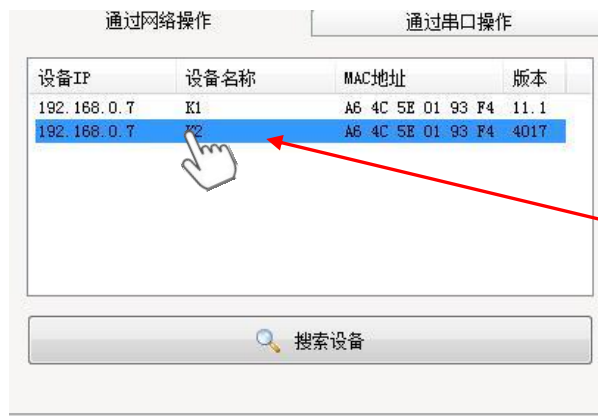 通过网络操作 通过串口操作
设备IP 设备名称 MAC地址 版本
192.168.0.7 K1 A6 4C 5E 01 93 F4 11.1
192.168.0.7 K2 A6 4C 5E 01 93 F4 4017
搜索设备